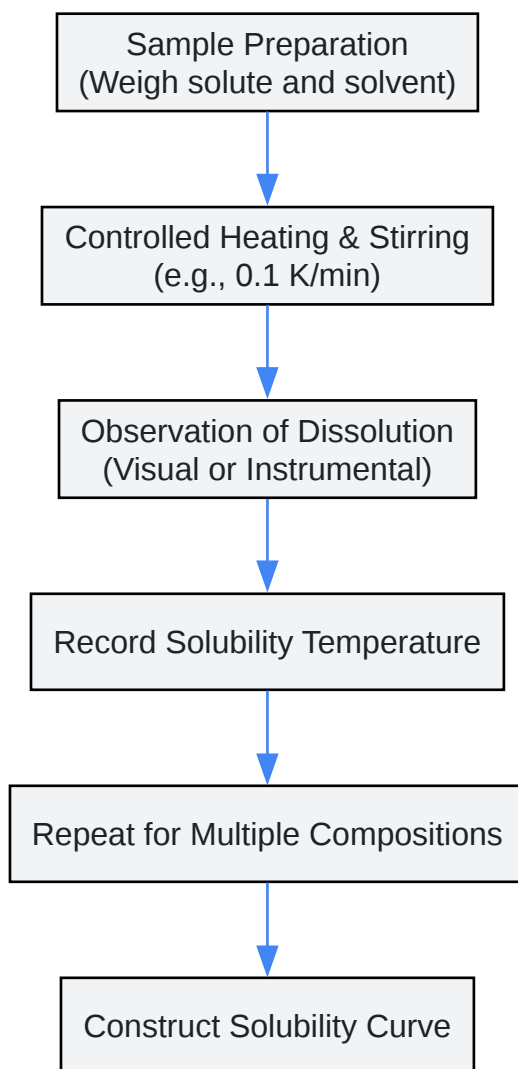 Sample Preparation
(Weigh solute and solvent)
Controlled Heating & Stirring
(e.g., 0.1 K/min)
Observation of Dissolution
(Visual or Instrumental)
Record Solubility Temperature
Repeat for Multiple Compositions
Construct Solubility Curve